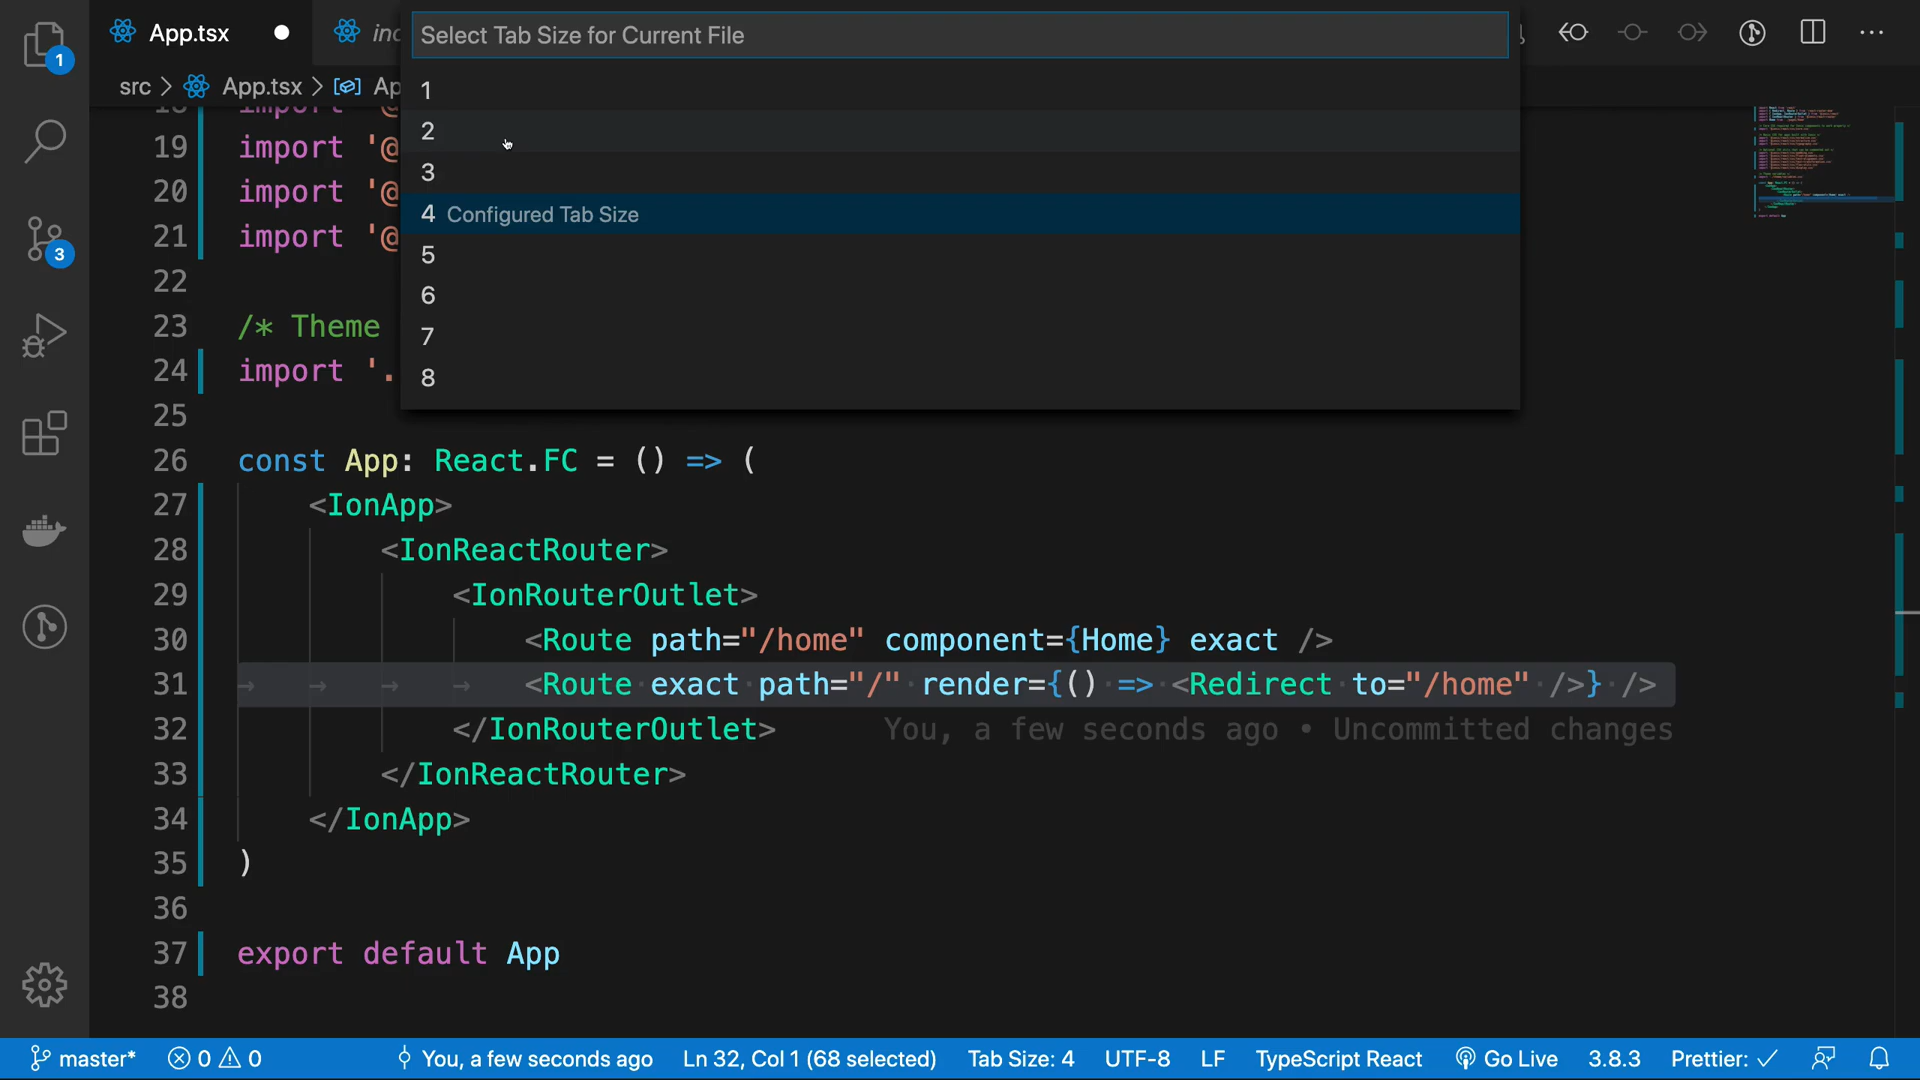 App.tsx
Select Tab Size for Current File
1
src > App.tsx > Ap
1
2
3
4 Configured Tab Size
5
6
7
8
19 import '@
20 import '@
21 import '@
22
23 /* Theme
24 import '.
25
26 const App: React.FC = () => (
27 <IonApp>
28 <IonReactRouter>
29 <IonRouterOutlet>
30 <Route path="/home" component={Home} exact />
31 → → → → <Route·exact·path="/"·render={()·=>·<Redirect·to="/home"·/>}·/>
32 </IonRouterOutlet> You, a few seconds ago • Uncommitted changes
33 </IonReactRouter>
34 </IonApp>
35 )
36
37 export default App
38
3
master* 0 0 You, a few seconds ago Ln 32, Col 1 (68 selected) Tab Size: 4 UTF-8 LF TypeScript React Go Live 3.8.3 Prettier: ✓